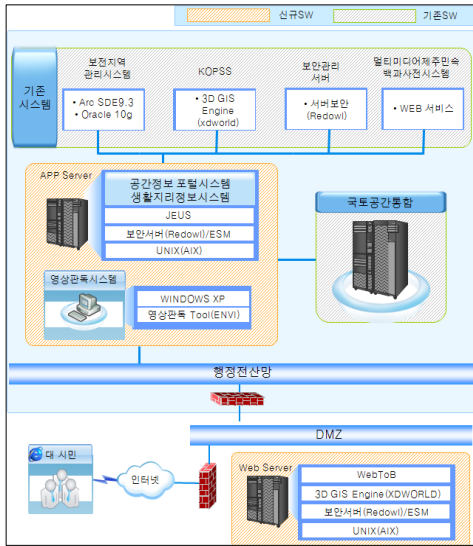 신규SW
기존SW
기존
시스템
보전지역
관리시스템
• Arc SDE9.3
• Oracle 10g
KOPSS
• 3D GIS
Engine
(xdworld)
보안관리
서버
• 서버보안
(Redowl)
멀티미디어제주민속
백과사전시스템
• WEB 서비스
APP Server
공간정보 포털시스템
생활지리정보시스템
JEUS
보안서버(Redowl)/ESM
UNIX(AIX)
영상판독시스템
WINDOWS XP
영상판독 Tool(ENVI)
국토공간통합
행정전산망
DMZ
대 시민
인터넷
Web Server
WebToB
3D GIS Engine(XDWORLD)
보안서버(Redowl)/ESM
UNIX(AIX)